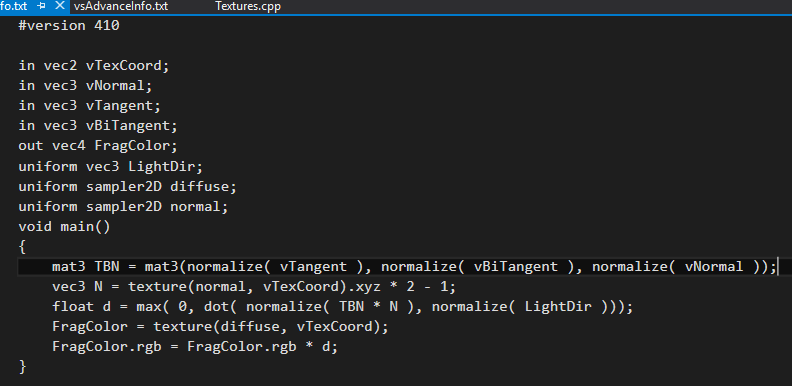 fo.txt vsAdvanceInfo.txt Textures.cpp
#version 410
in vec2 vTexCoord;
in vec3 vNormal;
in vec3 vTangent;
in vec3 vBiTangent;
out vec4 FragColor;
uniform vec3 LightDir;
uniform sampler2D diffuse;
uniform sampler2D normal;
void main()
{
mat3 TBN = mat3(normalize( vTangent ), normalize( vBiTangent ), normalize( vNormal ));
vec3 N = texture(normal, vTexCoord).xyz * 2 - 1;
float d = max( 0, dot( normalize( TBN * N ), normalize( LightDir )));
FragColor = texture(diffuse, vTexCoord);
FragColor.rgb = FragColor.rgb * d;
}